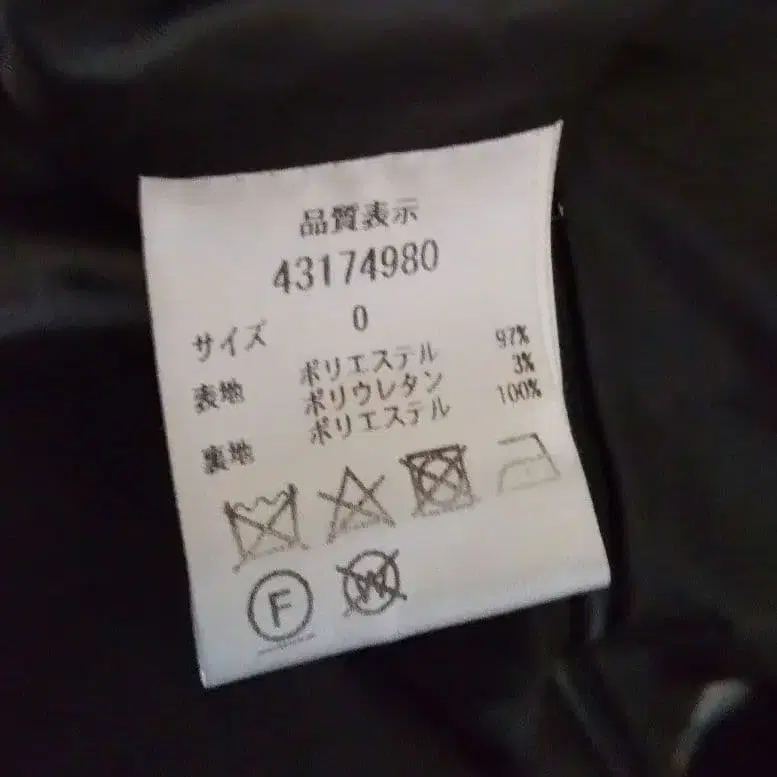 品質表示
43174980
サイズ 0
表地 ポリエステル 97%
ポリウレタン 3%
裏地 ポリエステル 100%
F W